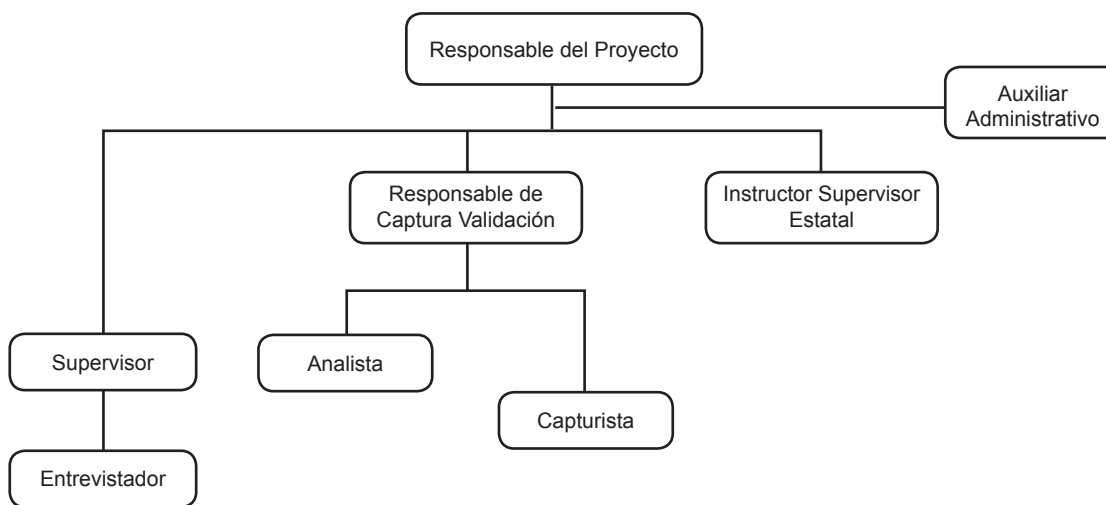 Responsable del Proyecto
Auxiliar
Administrativo
Responsable de
Captura Validación
Instructor Supervisor
Estatal
Supervisor
Analista
Capturista
Entrevistador